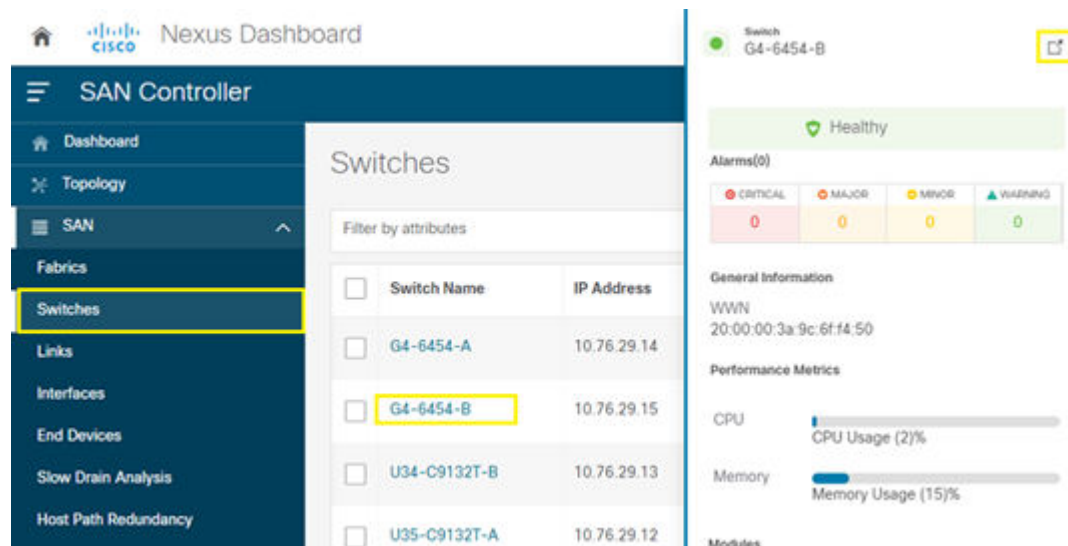 CISCO Nexus Dashboard
SAN Controller
Dashboard
Topology
SAN
Fabrics
Switches
Links
Interfaces
End Devices
Slow Drain Analysis
Host Path Redundancy
Switches
Filter by attributes
Switch Name IP Address
G4-6454-A 10.76.29.14
G4-6454-B 10.76.29.15
U34-C9132T-B 10.76.29.13
U35-C9132T-A 10.76.29.12
Switch
G4-6454-B
Healthy
Alarms(0)
CRITICAL MAJOR MINOR WARNING
0 0 0 0
General Information
WWN
20:00:00:3a:9c:6f:f4:50
Performance Metrics
CPU
CPU Usage (2)%
Memory
Memory Usage (15)%
Modules